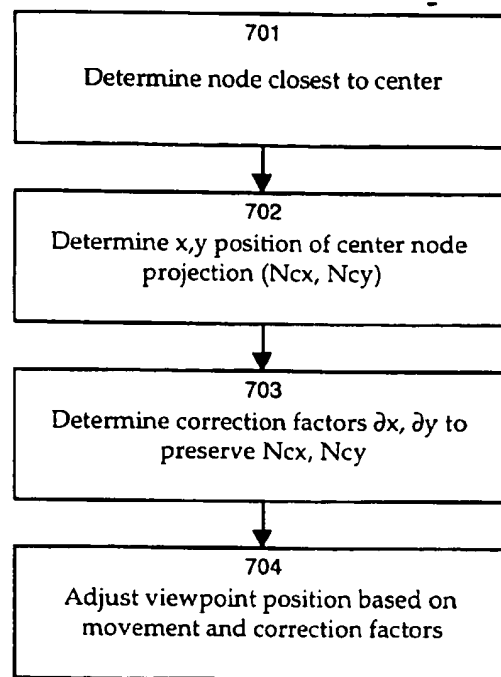 701
Determine node closest to center
702
Determine x,y position of center node
projection (Ncx, Ncy)
703
Determine correction factors ∂x, ∂y to
preserve Ncx, Ncy
704
Adjust viewpoint position based on
movement and correction factors